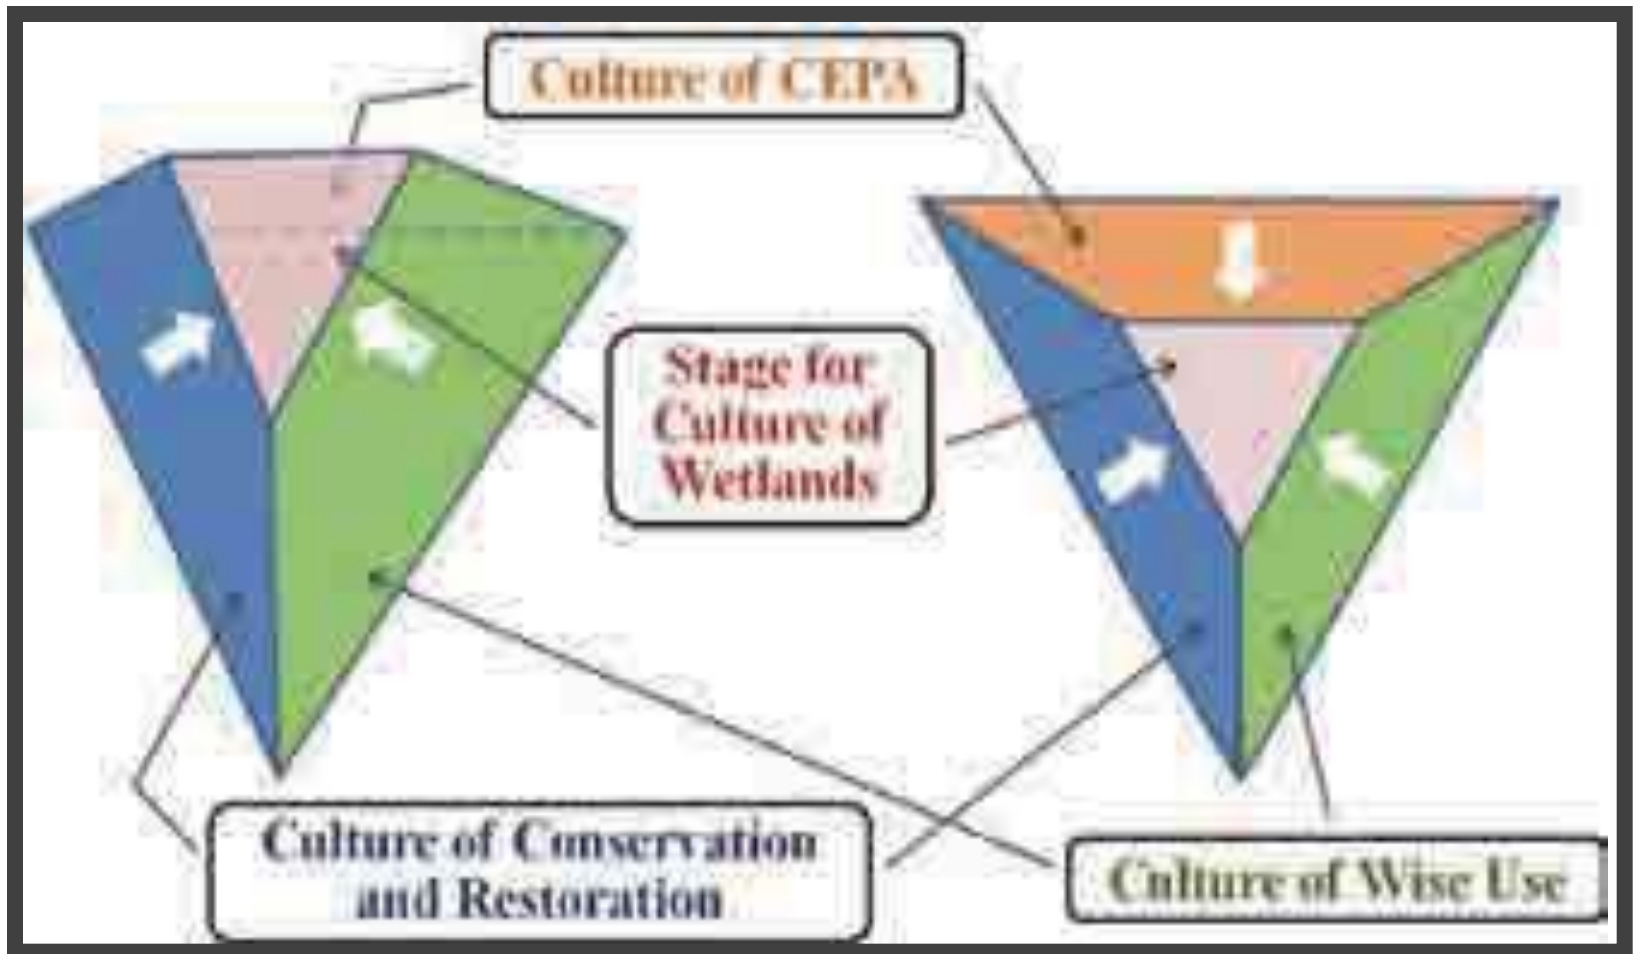 Culture of CEPA
Stage for
Culture of
Wetlands
Culture of Conservation
and Restoration
Culture of Wise Use